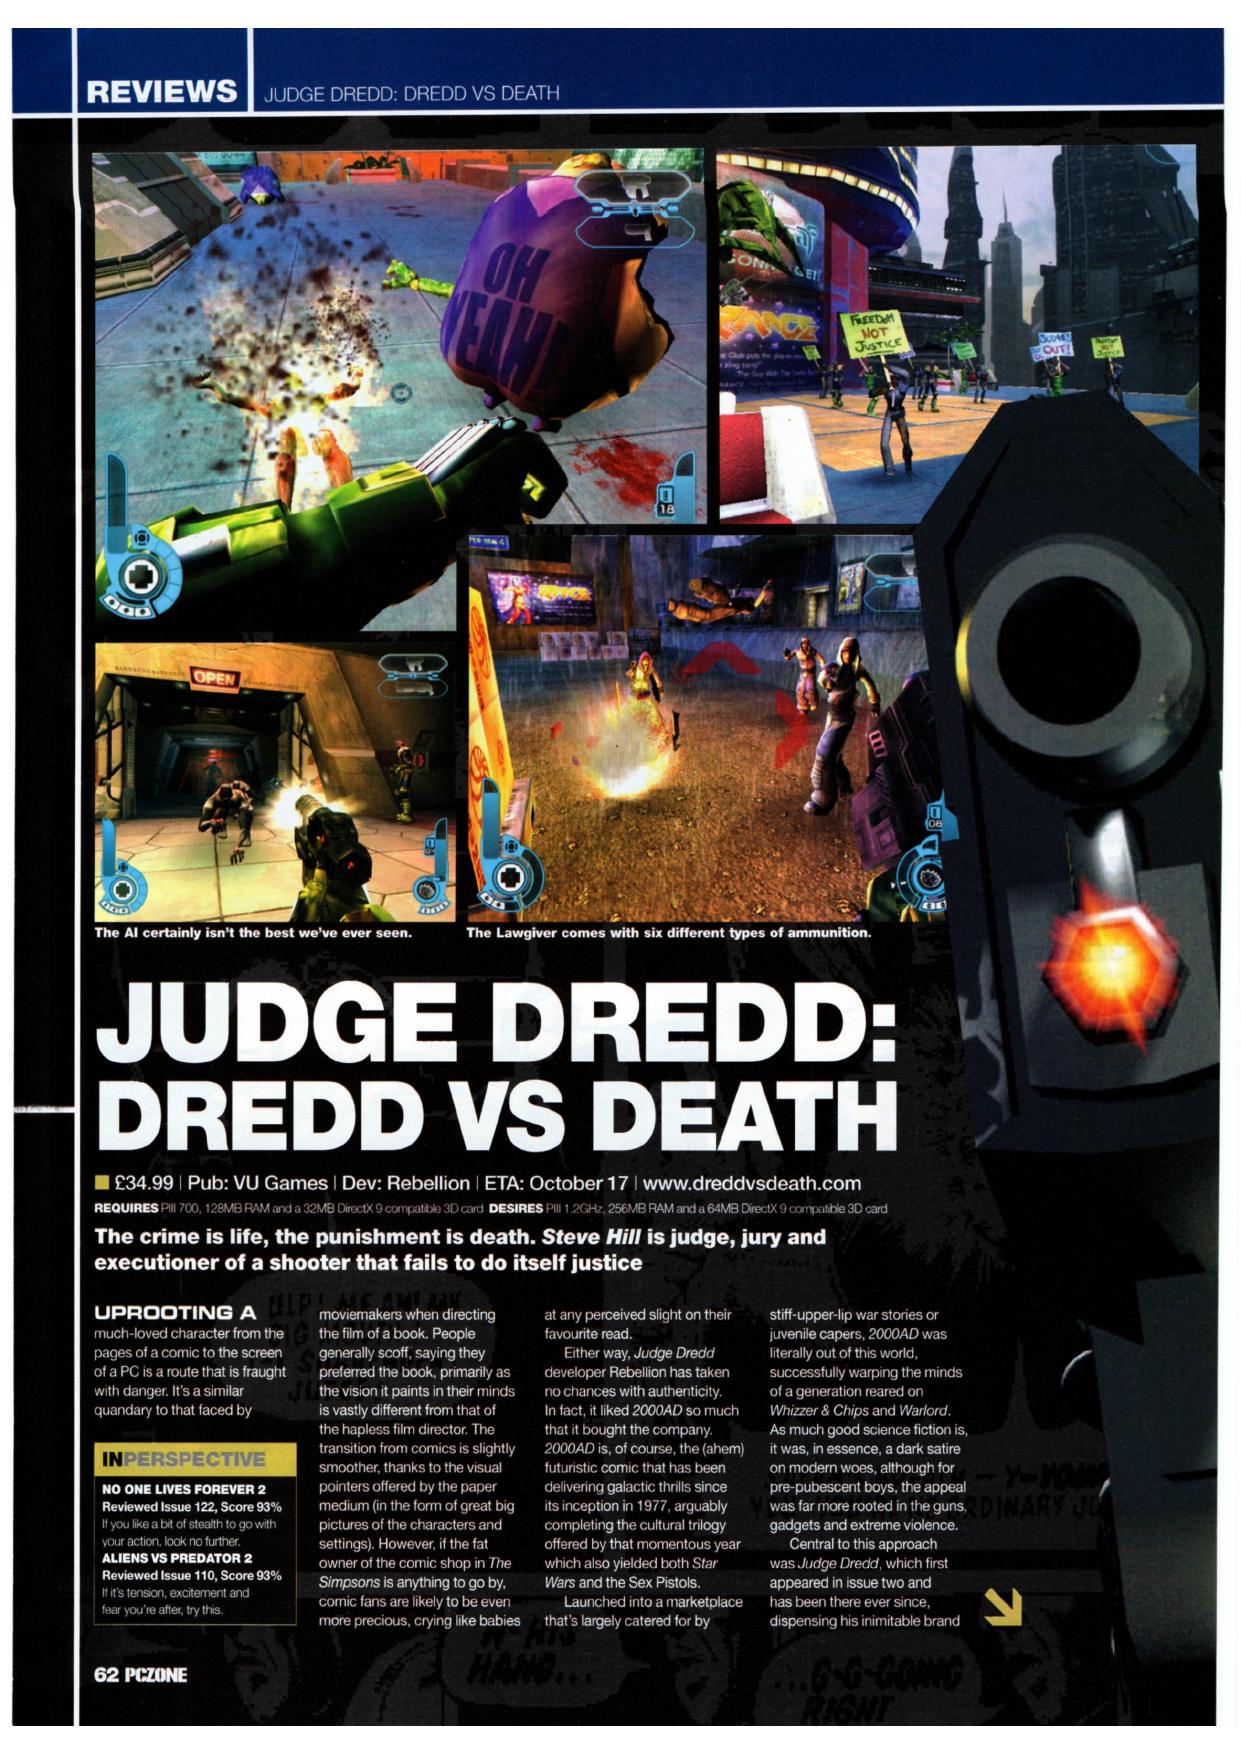 REVIEWS
JUDGE DREDD: DREDD VS DEATH
OH
YEAH!
18
FREEDOM
NOT
JUSTICE
JUDGES
OUT!
OPEN
08
The AI certainly isn't the best we've ever seen.
The Lawgiver comes with six different types of ammunition.
JUDGE DREDD:
DREDD VS DEATH
£34.99 | Pub: VU Games | Dev: Rebellion | ETA: October 17 | www.dreddvsdeath.com
REQUIRES PIII 700, 128MB RAM and a 32MB DirectX 9 compatible 3D card DESIRES PIII 1.2GHz, 256MB RAM and a 64MB DirectX 9 compatible 3D card
The crime is life, the punishment is death. Steve Hill is judge, jury and
executioner of a shooter that fails to do itself justice
UPROOTING A
much-loved character from the
pages of a comic to the screen
of a PC is a route that is fraught
with danger. It's a similar
quandary to that faced by
INPERSPECTIVE
NO ONE LIVES FOREVER 2
Reviewed Issue 122, Score 93%
If you like a bit of stealth to go with
your action, look no further.
ALIENS VS PREDATOR 2
Reviewed Issue 110, Score 93%
If it's tension, excitement and
fear you're after, try this.
moviemakers when directing
the film of a book. People
generally scoff, saying they
preferred the book, primarily as
the vision it paints in their minds
is vastly different from that of
the hapless film director. The
transition from comics is slightly
smoother, thanks to the visual
pointers offered by the paper
medium (in the form of great big
pictures of the characters and
settings). However, if the fat
owner of the comic shop in The
Simpsons is anything to go by,
comic fans are likely to be even
more precious, crying like babies
at any perceived slight on their
favourite read.
Either way, Judge Dredd
developer Rebellion has taken
no chances with authenticity.
In fact, it liked 2000AD so much
that it bought the company.
2000AD is, of course, the (ahem)
futuristic comic that has been
delivering galactic thrills since
its inception in 1977, arguably
completing the cultural trilogy
offered by that momentous year
which also yielded both Star
Wars and the Sex Pistols.
Launched into a marketplace
that's largely catered for by
stiff-upper-lip war stories or
juvenile capers, 2000AD was
literally out of this world,
successfully warping the minds
of a generation reared on
Whizzer & Chips and Warlord.
As much good science fiction is,
it was, in essence, a dark satire
on modern woes, although for
pre-pubescent boys, the appeal
was far more rooted in the guns,
gadgets and extreme violence.
Central to this approach
was Judge Dredd, which first
appeared in issue two and
has been there ever since,
dispensing his inimitable brand
62 PCZONE